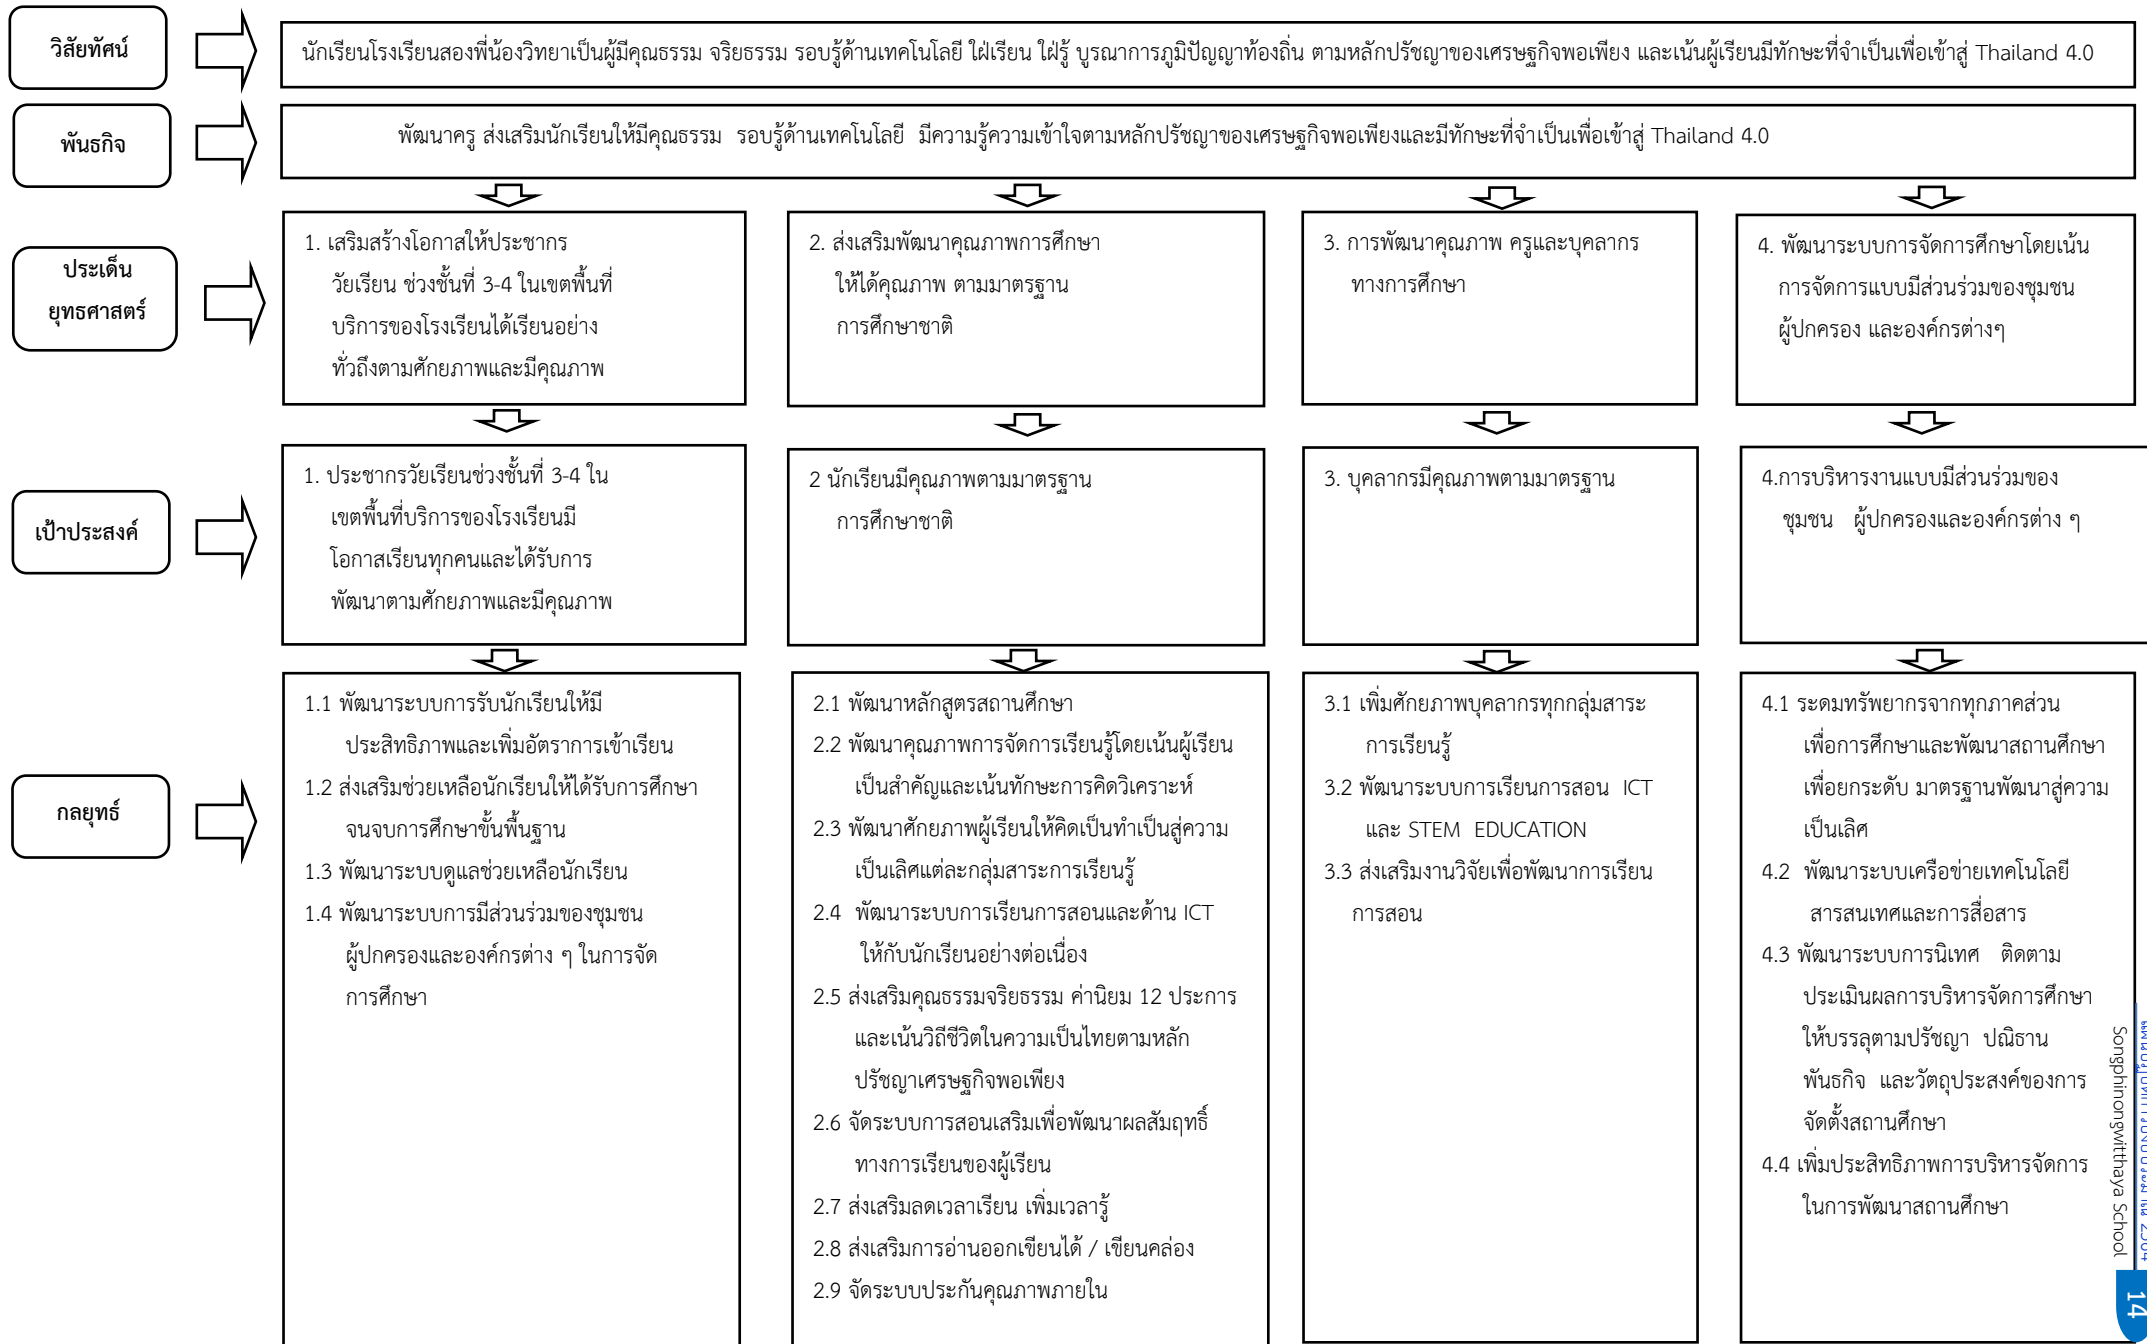 วิสัยทัศน์
นักเรียนโรงเรียนสองพี่น้องวิทยาเป็นผู้มีคุณธรรม จริยธรรม รอบรู้ด้านเทคโนโลยี ใฝ่เรียน ใฝ่รู้ บูรณาการภูมิปัญญาท้องถิ่น ตามหลักปรัชญาของเศรษฐกิจพอเพียง และเน้นผู้เรียนมีทักษะที่จำเป็นเพื่อเข้าสู่ Thailand 4.0
พันธกิจ
พัฒนาครู ส่งเสริมนักเรียนให้มีคุณธรรม รอบรู้ด้านเทคโนโลยี มีความรู้ความเข้าใจตามหลักปรัชญาของเศรษฐกิจพอเพียงและมีทักษะที่จำเป็นเพื่อเข้าสู่ Thailand 4.0
ประเด็น
ยุทธศาสตร์
1. เสริมสร้างโอกาสให้ประชากร
วัยเรียน ช่วงชั้นที่ 3-4 ในเขตพื้นที่
บริการของโรงเรียนได้เรียนอย่าง
ทั่วถึงตามศักยภาพและมีคุณภาพ
2. ส่งเสริมพัฒนาคุณภาพการศึกษา
ให้ได้คุณภาพ ตามมาตรฐาน
การศึกษาชาติ
3. การพัฒนาคุณภาพ ครูและบุคลากร
ทางการศึกษา
4. พัฒนาระบบการจัดการศึกษาโดยเน้น
การจัดการแบบมีส่วนร่วมของชุมชน
ผู้ปกครอง และองค์กรต่างๆ
เป้าประสงค์
1. ประชากรวัยเรียนช่วงชั้นที่ 3-4 ใน
เขตพื้นที่บริการของโรงเรียนมี
โอกาสเรียนทุกคนและได้รับการ
พัฒนาตามศักยภาพและมีคุณภาพ
2 นักเรียนมีคุณภาพตามมาตรฐาน
การศึกษาชาติ
3. บุคลากรมีคุณภาพตามมาตรฐาน
4.การบริหารงานแบบมีส่วนร่วมของ
ชุมชน ผู้ปกครองและองค์กรต่าง ๆ
กลยุทธ์
1.1 พัฒนาระบบการรับนักเรียนให้มี
ประสิทธิภาพและเพิ่มอัตราการเข้าเรียน
1.2 ส่งเสริมช่วยเหลือนักเรียนให้ได้รับการศึกษา
จนจบการศึกษาขั้นพื้นฐาน
1.3 พัฒนาระบบดูแลช่วยเหลือนักเรียน
1.4 พัฒนาระบบการมีส่วนร่วมของชุมชน
ผู้ปกครองและองค์กรต่าง ๆ ในการจัด
การศึกษา
2.1 พัฒนาหลักสูตรสถานศึกษา
2.2 พัฒนาคุณภาพการจัดการเรียนรู้โดยเน้นผู้เรียน
เป็นสำคัญและเน้นทักษะการคิดวิเคราะห์
2.3 พัฒนาศักยภาพผู้เรียนให้คิดเป็นทำเป็นสู่ความ
เป็นเลิศแต่ละกลุ่มสาระการเรียนรู้
2.4 พัฒนาระบบการเรียนการสอนและด้าน ICT
ให้กับนักเรียนอย่างต่อเนื่อง
2.5 ส่งเสริมคุณธรรมจริยธรรม ค่านิยม 12 ประการ
และเน้นวิถีชีวิตในความเป็นไทยตามหลัก
ปรัชญาเศรษฐกิจพอเพียง
2.6 จัดระบบการสอนเสริมเพื่อพัฒนาผลสัมฤทธิ์
ทางการเรียนของผู้เรียน
2.7 ส่งเสริมลดเวลาเรียน เพิ่มเวลารู้
2.8 ส่งเสริมการอ่านออกเขียนได้ / เขียนคล่อง
2.9 จัดระบบประกันคุณภาพภายใน
3.1 เพิ่มศักยภาพบุคลากรทุกกลุ่มสาระ
การเรียนรู้
3.2 พัฒนาระบบการเรียนการสอน ICT
และ STEM EDUCATION
3.3 ส่งเสริมงานวิจัยเพื่อพัฒนาการเรียน
การสอน
4.1 ระดมทรัพยากรจากทุกภาคส่วน
เพื่อการศึกษาและพัฒนาสถานศึกษา
เพื่อยกระดับ มาตรฐานพัฒนาสู่ความ
เป็นเลิศ
4.2 พัฒนาระบบเครือข่ายเทคโนโลยี
สารสนเทศและการสื่อสาร
4.3 พัฒนาระบบการนิเทศ ติดตาม
ประเมินผลการบริหารจัดการศึกษา
ให้บรรลุตามปรัชญา ปณิธาน
พันธกิจ และวัตถุประสงค์ของการ
จัดตั้งสถานศึกษา
4.4 เพิ่มประสิทธิภาพการบริหารจัดการ
ในการพัฒนาสถานศึกษา
Songphinongwitthaya School
14